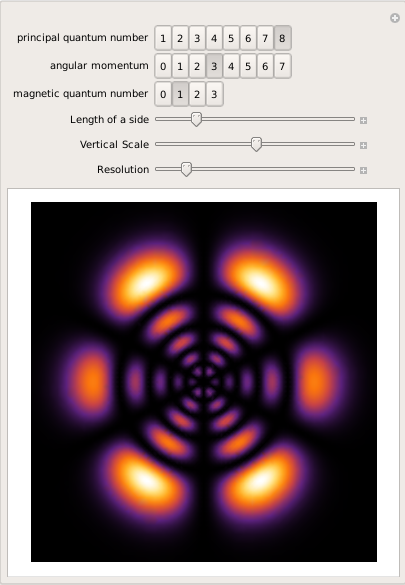 principal quantum number 1 2 3 4 5 6 7 8
angular momentum 0 1 2 3 4 5 6 7
magnetic quantum number 0 1 2 3
Length of a side
Vertical Scale
Resolution